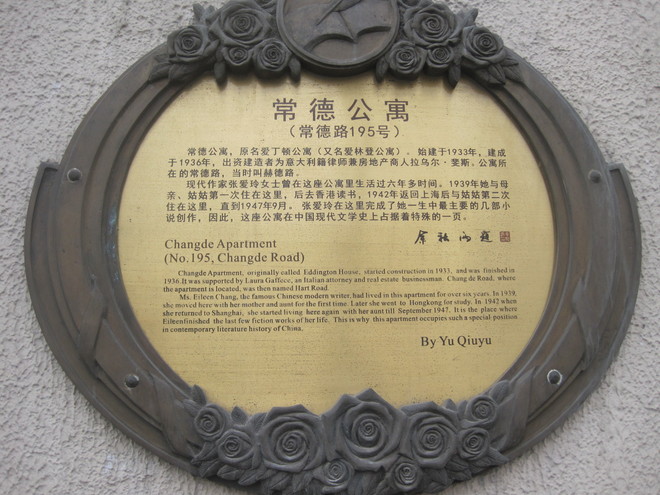 常德公寓
（常德路195号）
常德公寓，原名爱丁顿公寓（又名爱林登公寓）。始建于1933年，建成
于1936年，出资建造者为意大利籍律师兼房地产商人拉乌尔·斐斯。公寓所
在的常德路，当时叫赫德路。
现代作家张爱玲女士曾在这座公寓里生活过六年多时间。1939年她与母
亲、姑姑第一次住在这里，后去香港读书，1942年返回上海后与姑姑第二次
住在这里，直到1947年9月。张爱玲在这里完成了她一生中最主要的几部小
说创作，因此，这座公寓在中国现代文学史上占据着特殊的一页。
余秋雨题
Changde Apartment
(No.195, Changde Road)
Changde Apartment, originally called Eddington House, started construction in 1933, and was finished in
1936.It was supported by Laura Gaffece, an Italian attorney and real estate businessman. Chang de Road, where
the apartment is located, was then named Hart Road.
Ms. Eileen Chang, the famous Chinese modern writer, had lived in this apartment for over six years. In 1939,
she moved here with her mother and aunt for the first time. Later she went to Hongkong for study. In 1942 when
she returned to Shanghai, she started living here again with her aunt till September 1947. It is the place where
Eilnenfinished the last few fiction works of her life. This is why this apartment occupies such a special position
in contemporary literature history of China.
By Yu Qiuyu